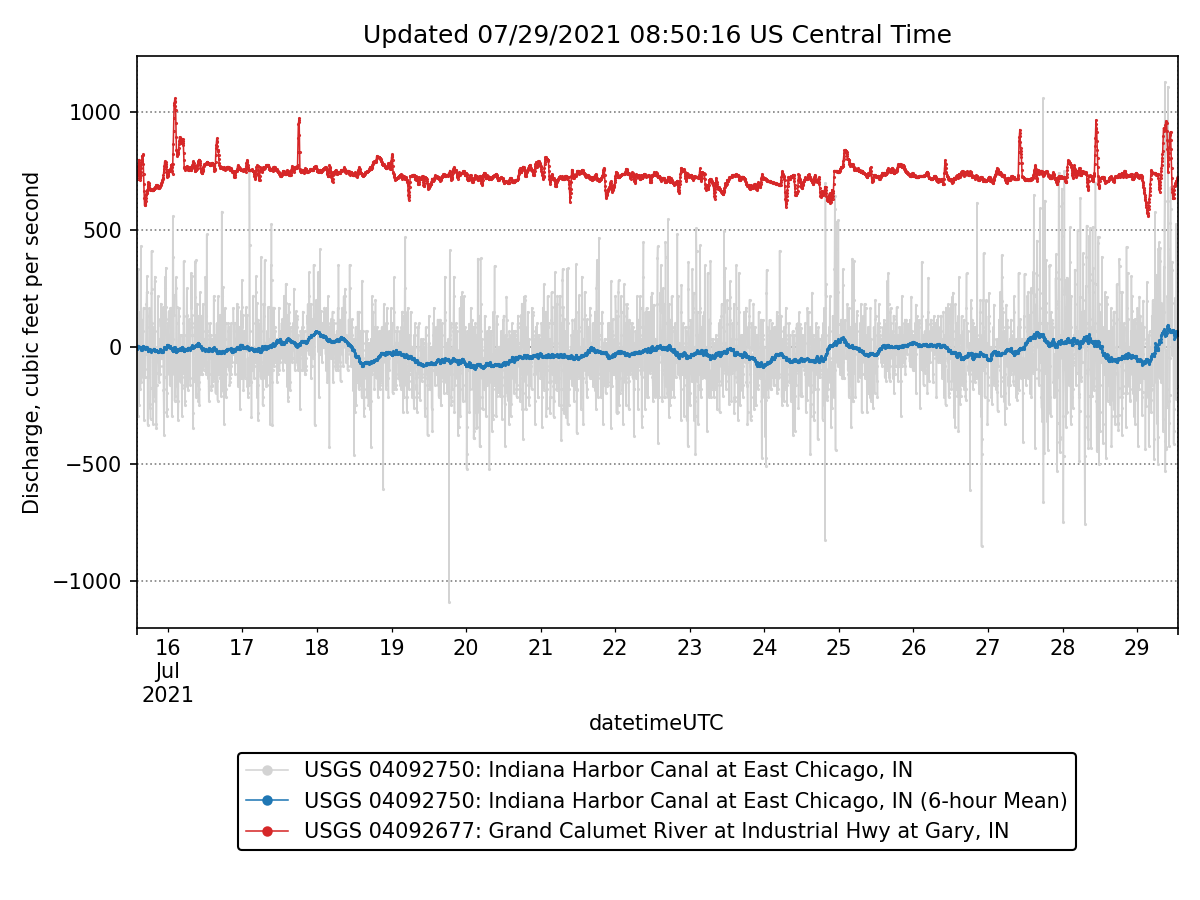 Updated 07/29/2021 08:50:16 US Central Time
Discharge, cubic feet per second
1000
500
0
−500
−1000
16 17 18 19 20 21 22 23 24 25 26 27 28 29
Jul
2021
datetimeUTC
USGS 04092750: Indiana Harbor Canal at East Chicago, IN
USGS 04092750: Indiana Harbor Canal at East Chicago, IN (6-hour Mean)
USGS 04092677: Grand Calumet River at Industrial Hwy at Gary, IN